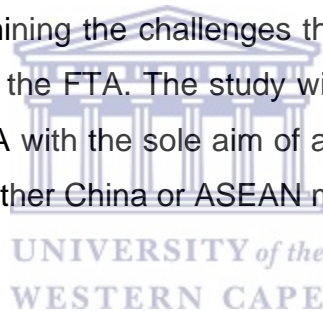 ining the challenges th
the FTA. The study wi
A with the sole aim of a
ther China or ASEAN
UNIVERSITY of the
WESTERN CAPE